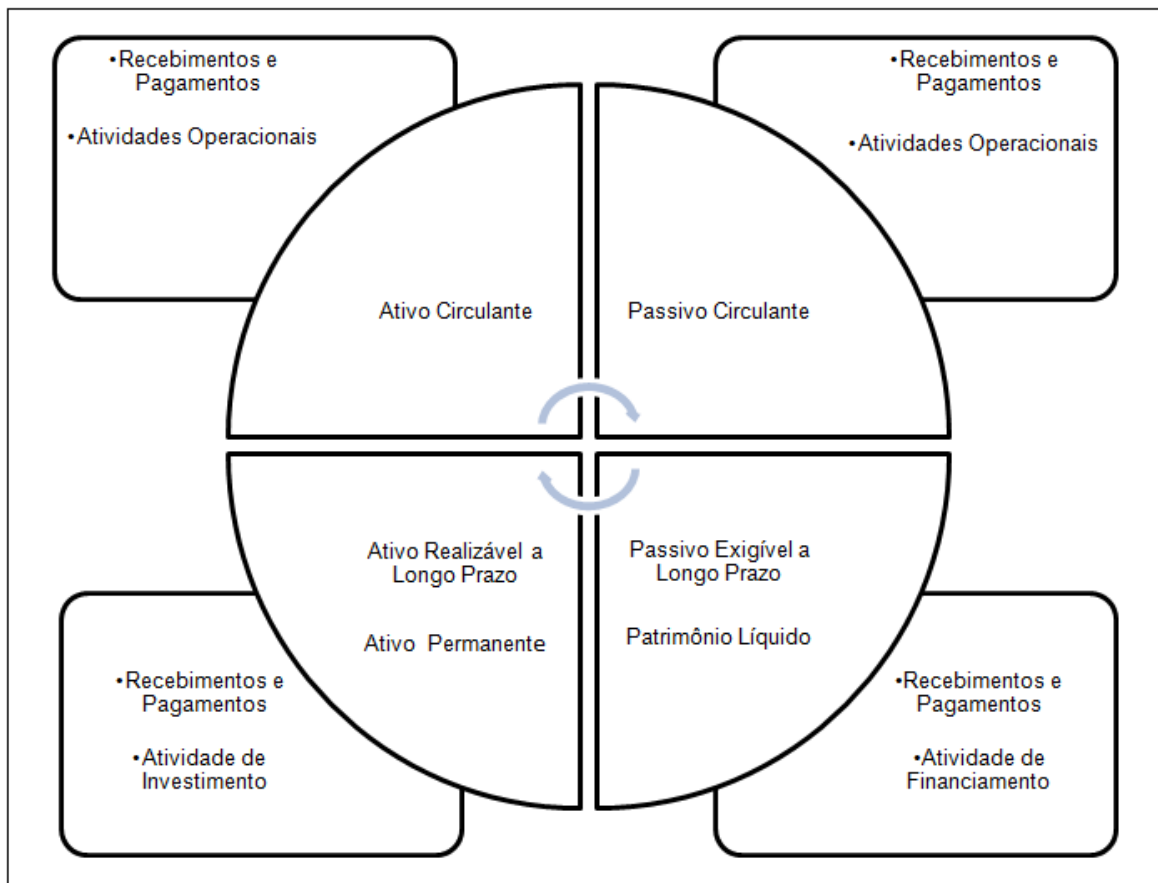 •Recebimentos e
Pagamentos
•Atividades Operacionais
•Recebimentos e
Pagamentos
•Atividades Operacionais
Ativo Circulante
Passivo Circulante
Ativo Realizável a
Longo Prazo
Ativo Permanente
Passivo Exigível a
Longo Prazo
Patrimônio Líquido
•Recebimentos e
Pagamentos
•Atividade de
Investimento
•Recebimentos e
Pagamentos
•Atividade de
Financiamento